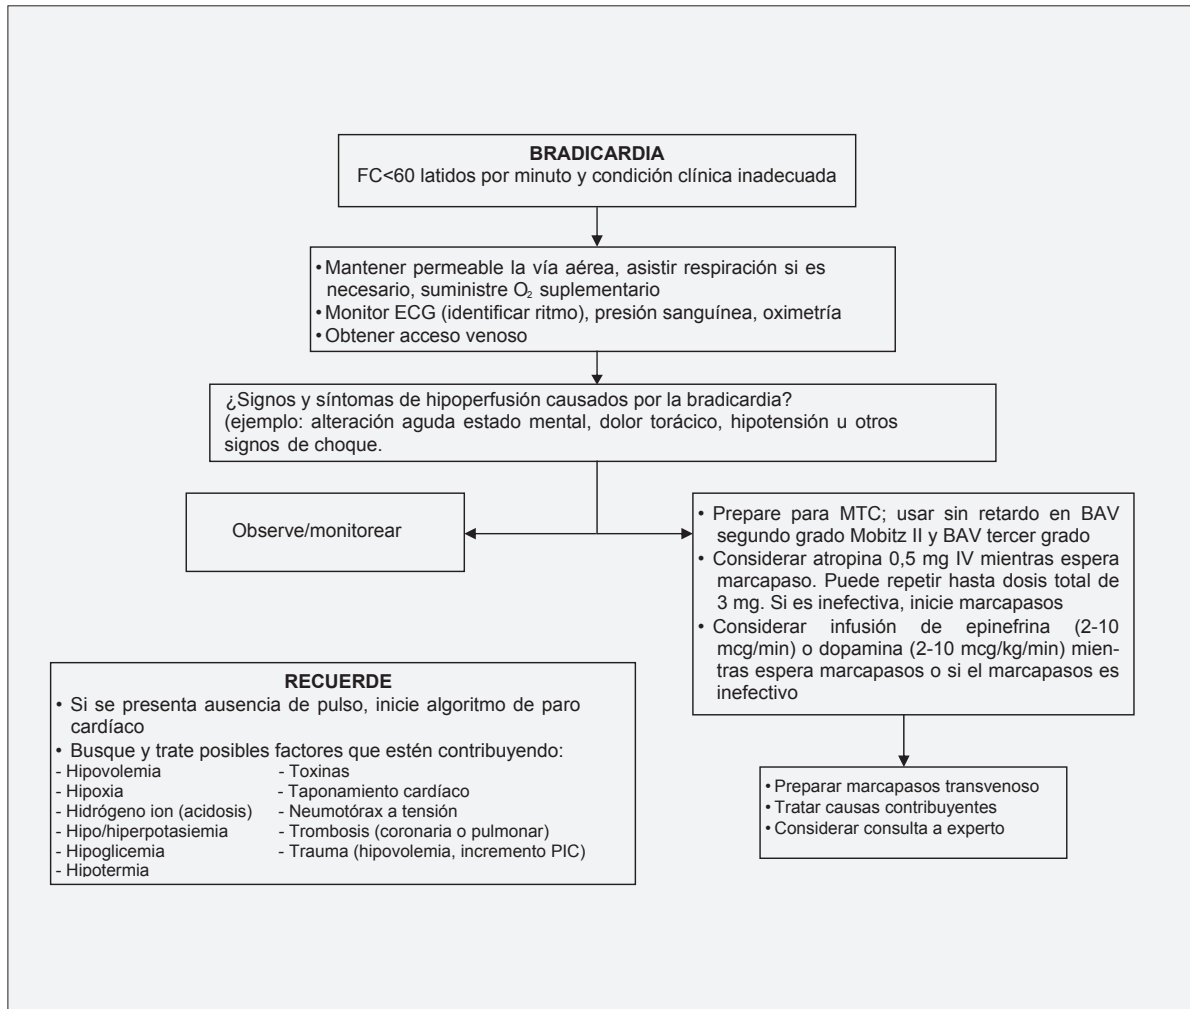 BRADICARDIA
FC<60 latidos por minuto y condición clínica inadecuada
• Mantener permeable la vía aérea, asistir respiración si es
necesario, suministre O₂ suplementario
• Monitor ECG (identificar ritmo), presión sanguínea, oximetría
• Obtener acceso venoso
¿Signos y síntomas de hipoperfusión causados por la bradicardia?
(ejemplo: alteración aguda estado mental, dolor torácico, hipotensión u otros
signos de choque.
Observe/monitorear
• Prepare para MTC; usar sin retardo en BAV
segundo grado Mobitz II y BAV tercer grado
• Considerar atropina 0,5 mg IV mientras espera
marcapaso. Puede repetir hasta dosis total de
3 mg. Si es inefectiva, inicie marcapasos
• Considerar infusión de epinefrina (2-10
mcg/min) o dopamina (2-10 mcg/kg/min) mien-
tras espera marcapasos o si el marcapasos es
inefectivo
RECUERDE
• Si se presenta ausencia de pulso, inicie algoritmo de paro
cardíaco
• Busque y trate posibles factores que estén contribuyendo:
- Hipovolemia
- Hipoxia
- Hidrógeno ion (acidosis)
- Hipo/hiperpotasiemia
- Hipoglicemia
- Hipotermia
- Toxinas
- Taponamiento cardíaco
- Neumotórax a tensión
- Trombosis (coronaria o pulmonar)
- Trauma (hipovolemia, incremento PIC)
• Preparar marcapasos transvenoso
• Tratar causas contribuyentes
• Considerar consulta a experto